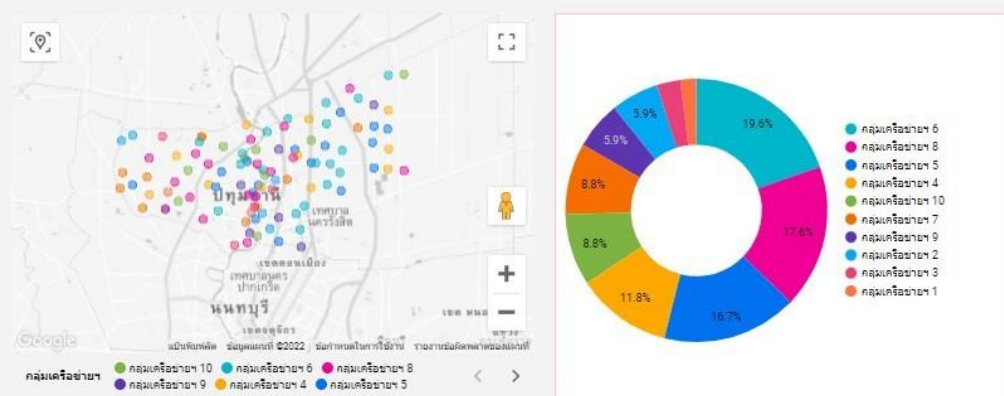 ปทุมธานี
เทศบาล
นครรังสิต
เขตดอนเมือง
เทศบาลนคร
ปากเกร็ด
นนทบุรี
เขตจตุจักร
Google
แป้นพิมพ์ลัด ข้อมูลแผนที่ ©2022 ข้อกำหนดในการใช้งาน รายงานข้อผิดพลาดของแผนที่
กลุ่มเครือข่ายฯ
กลุ่มเครือข่ายฯ 10 กลุ่มเครือข่ายฯ 6 กลุ่มเครือข่ายฯ 8
กลุ่มเครือข่ายฯ 9 กลุ่มเครือข่ายฯ 4 กลุ่มเครือข่ายฯ 5
19.6%
17.6%
16.7%
11.8%
8.8%
8.8%
5.9%
5.9%
กลุ่มเครือข่ายฯ 6
กลุ่มเครือข่ายฯ 8
กลุ่มเครือข่ายฯ 5
กลุ่มเครือข่ายฯ 4
กลุ่มเครือข่ายฯ 10
กลุ่มเครือข่ายฯ 7
กลุ่มเครือข่ายฯ 9
กลุ่มเครือข่ายฯ 2
กลุ่มเครือข่ายฯ 3
กลุ่มเครือข่ายฯ 1